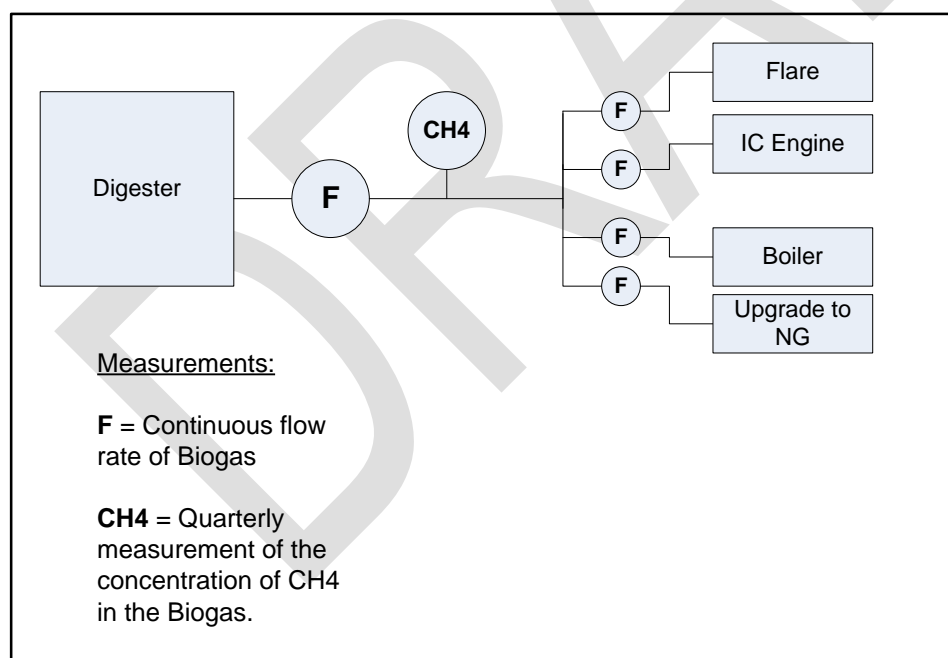 Flare
F
CH4
IC Engine
F
Digester
F
F
Boiler
F
Upgrade to
NG
Measurements:
F = Continuous flow
rate of Biogas
CH4 = Quarterly
measurement of the
concentration of CH4
in the Biogas.
DRA